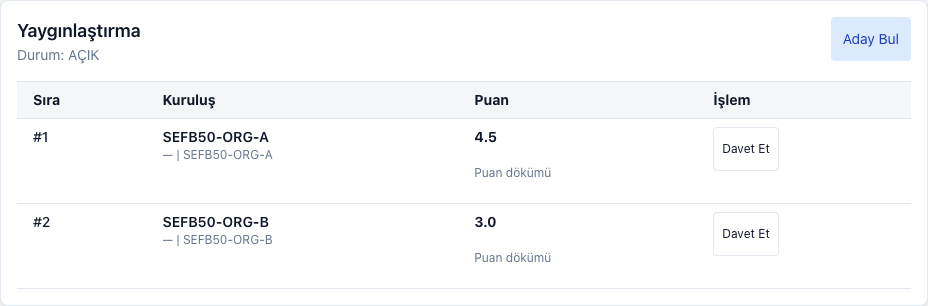 Yaygınlaştırma
Durum: AÇIK
Aday Bul
Sıra Kuruluş Puan İşlem
#1 SEFB50-ORG-A 4.5 Davet Et
— | SEFB50-ORG-A
Puan dökümü
#2 SEFB50-ORG-B 3.0 Davet Et
— | SEFB50-ORG-B
Puan dökümü